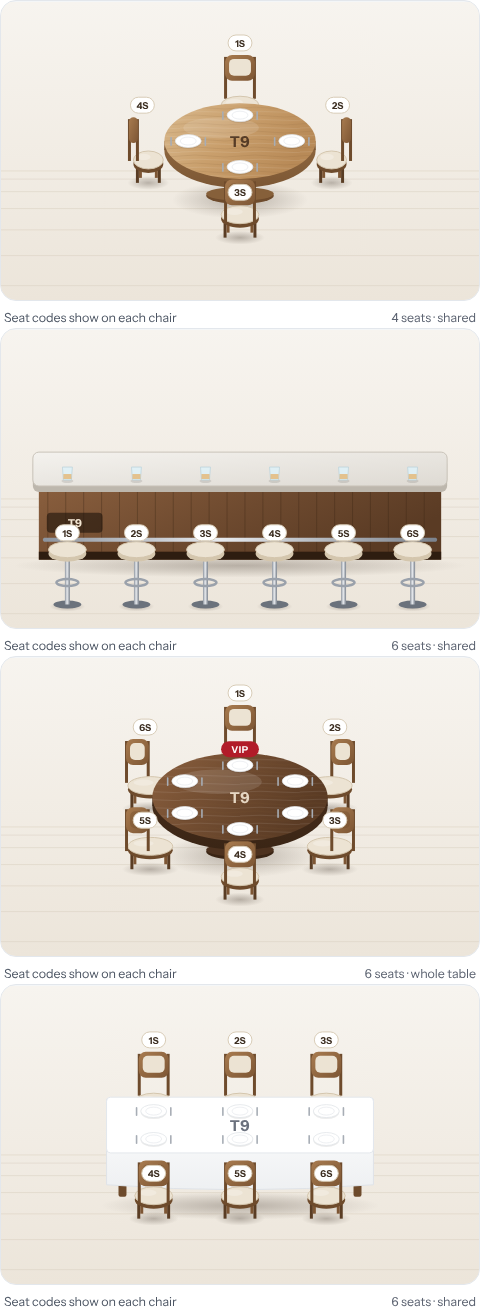 1S
4S
2S
T9
3S
Seat codes show on each chair
4 seats · shared
T9
1S
2S
3S
4S
5S
6S
Seat codes show on each chair
6 seats · shared
1S
6S
2S
VIP
T9
5S
3S
4S
Seat codes show on each chair
6 seats · whole table
1S
2S
3S
T9
4S
5S
6S
Seat codes show on each chair
6 seats · shared